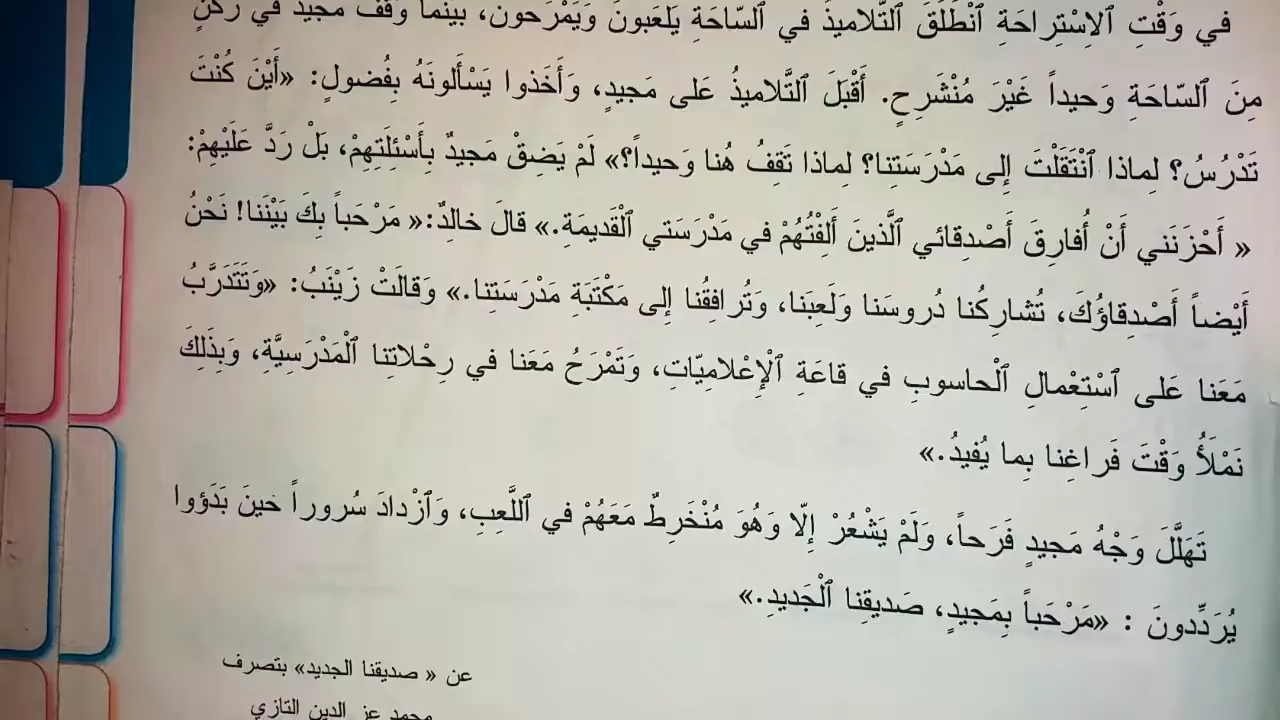 في وَقْتِ ٱلِاسْتِراحَةِ ٱنْطَلَقَ ٱلتَّلاميذُ في ٱلسّاحَةِ يَلْعَبونَ وَيَمْرَحونَ، بَيْنَما وَقَفَ مَجيدٌ في رُكْنٍ
مِنَ ٱلسّاحَةِ وَحيداً غَيْرَ مُنْشَرِحٍ. أَقْبَلَ ٱلتَّلاميذُ عَلى مَجيدٍ، وَأَخَذوا يَسْأَلونَهُ بِفُضولٍ: «أَيْنَ كُنْتَ
تَدْرُسُ؟ لِماذا ٱنْتَقَلْتَ إِلى مَدْرَسَتِنا؟ لِماذا تَقِفُ هُنا وَحيداً؟» لَمْ يَضِقْ مَجيدٌ بِأَسْئِلَتِهِمْ، بَلْ رَدَّ عَلَيْهِمْ:
« أَحْزَنَني أَنْ أُفارِقَ أَصْدِقائي ٱلَّذينَ أَلِفْتُهُمْ في مَدْرَسَتي ٱلْقَديمَةِ.» قالَ خالِدٌ:« مَرْحَباً بِكَ بَيْنَنا! نَحْنُ
أَيْضاً أَصْدِقاؤُكَ، تُشارِكُنا دُروسَنا وَلَعِبَنا، وَتُرافِقُنا إِلى مَكْتَبَةِ مَدْرَسَتِنا.» وَقالَتْ زَيْنَبُ: «وَتَتَدَرَّبُ
مَعَنا عَلى ٱسْتِعْمالِ ٱلْحاسوبِ في قاعَةِ ٱلْإِعْلامِيّاتِ، وَتَمْرَحُ مَعَنا في رِحْلاتِنا ٱلْمَدْرَسِيَّةِ، وَبِذَلِكَ
نَمْلَأُ وَقْتَ فَراغِنا بِما يُفيدُ.»
تَهَلَّلَ وَجْهُ مَجيدٍ فَرَحاً، وَلَمْ يَشْعُرْ إِلّا وَهُوَ مُنْخَرِطٌ مَعَهُمْ في ٱللَّعِبِ، وَٱزْدادَ سُروراً حينَ بَدَؤوا
يُرَدِّدونَ : «مَرْحَباً بِمَجيدٍ، صَديقِنا ٱلْجَديدِ.»
عن « صديقنا الجديد» بتصرف
محمد عز الدين التازي